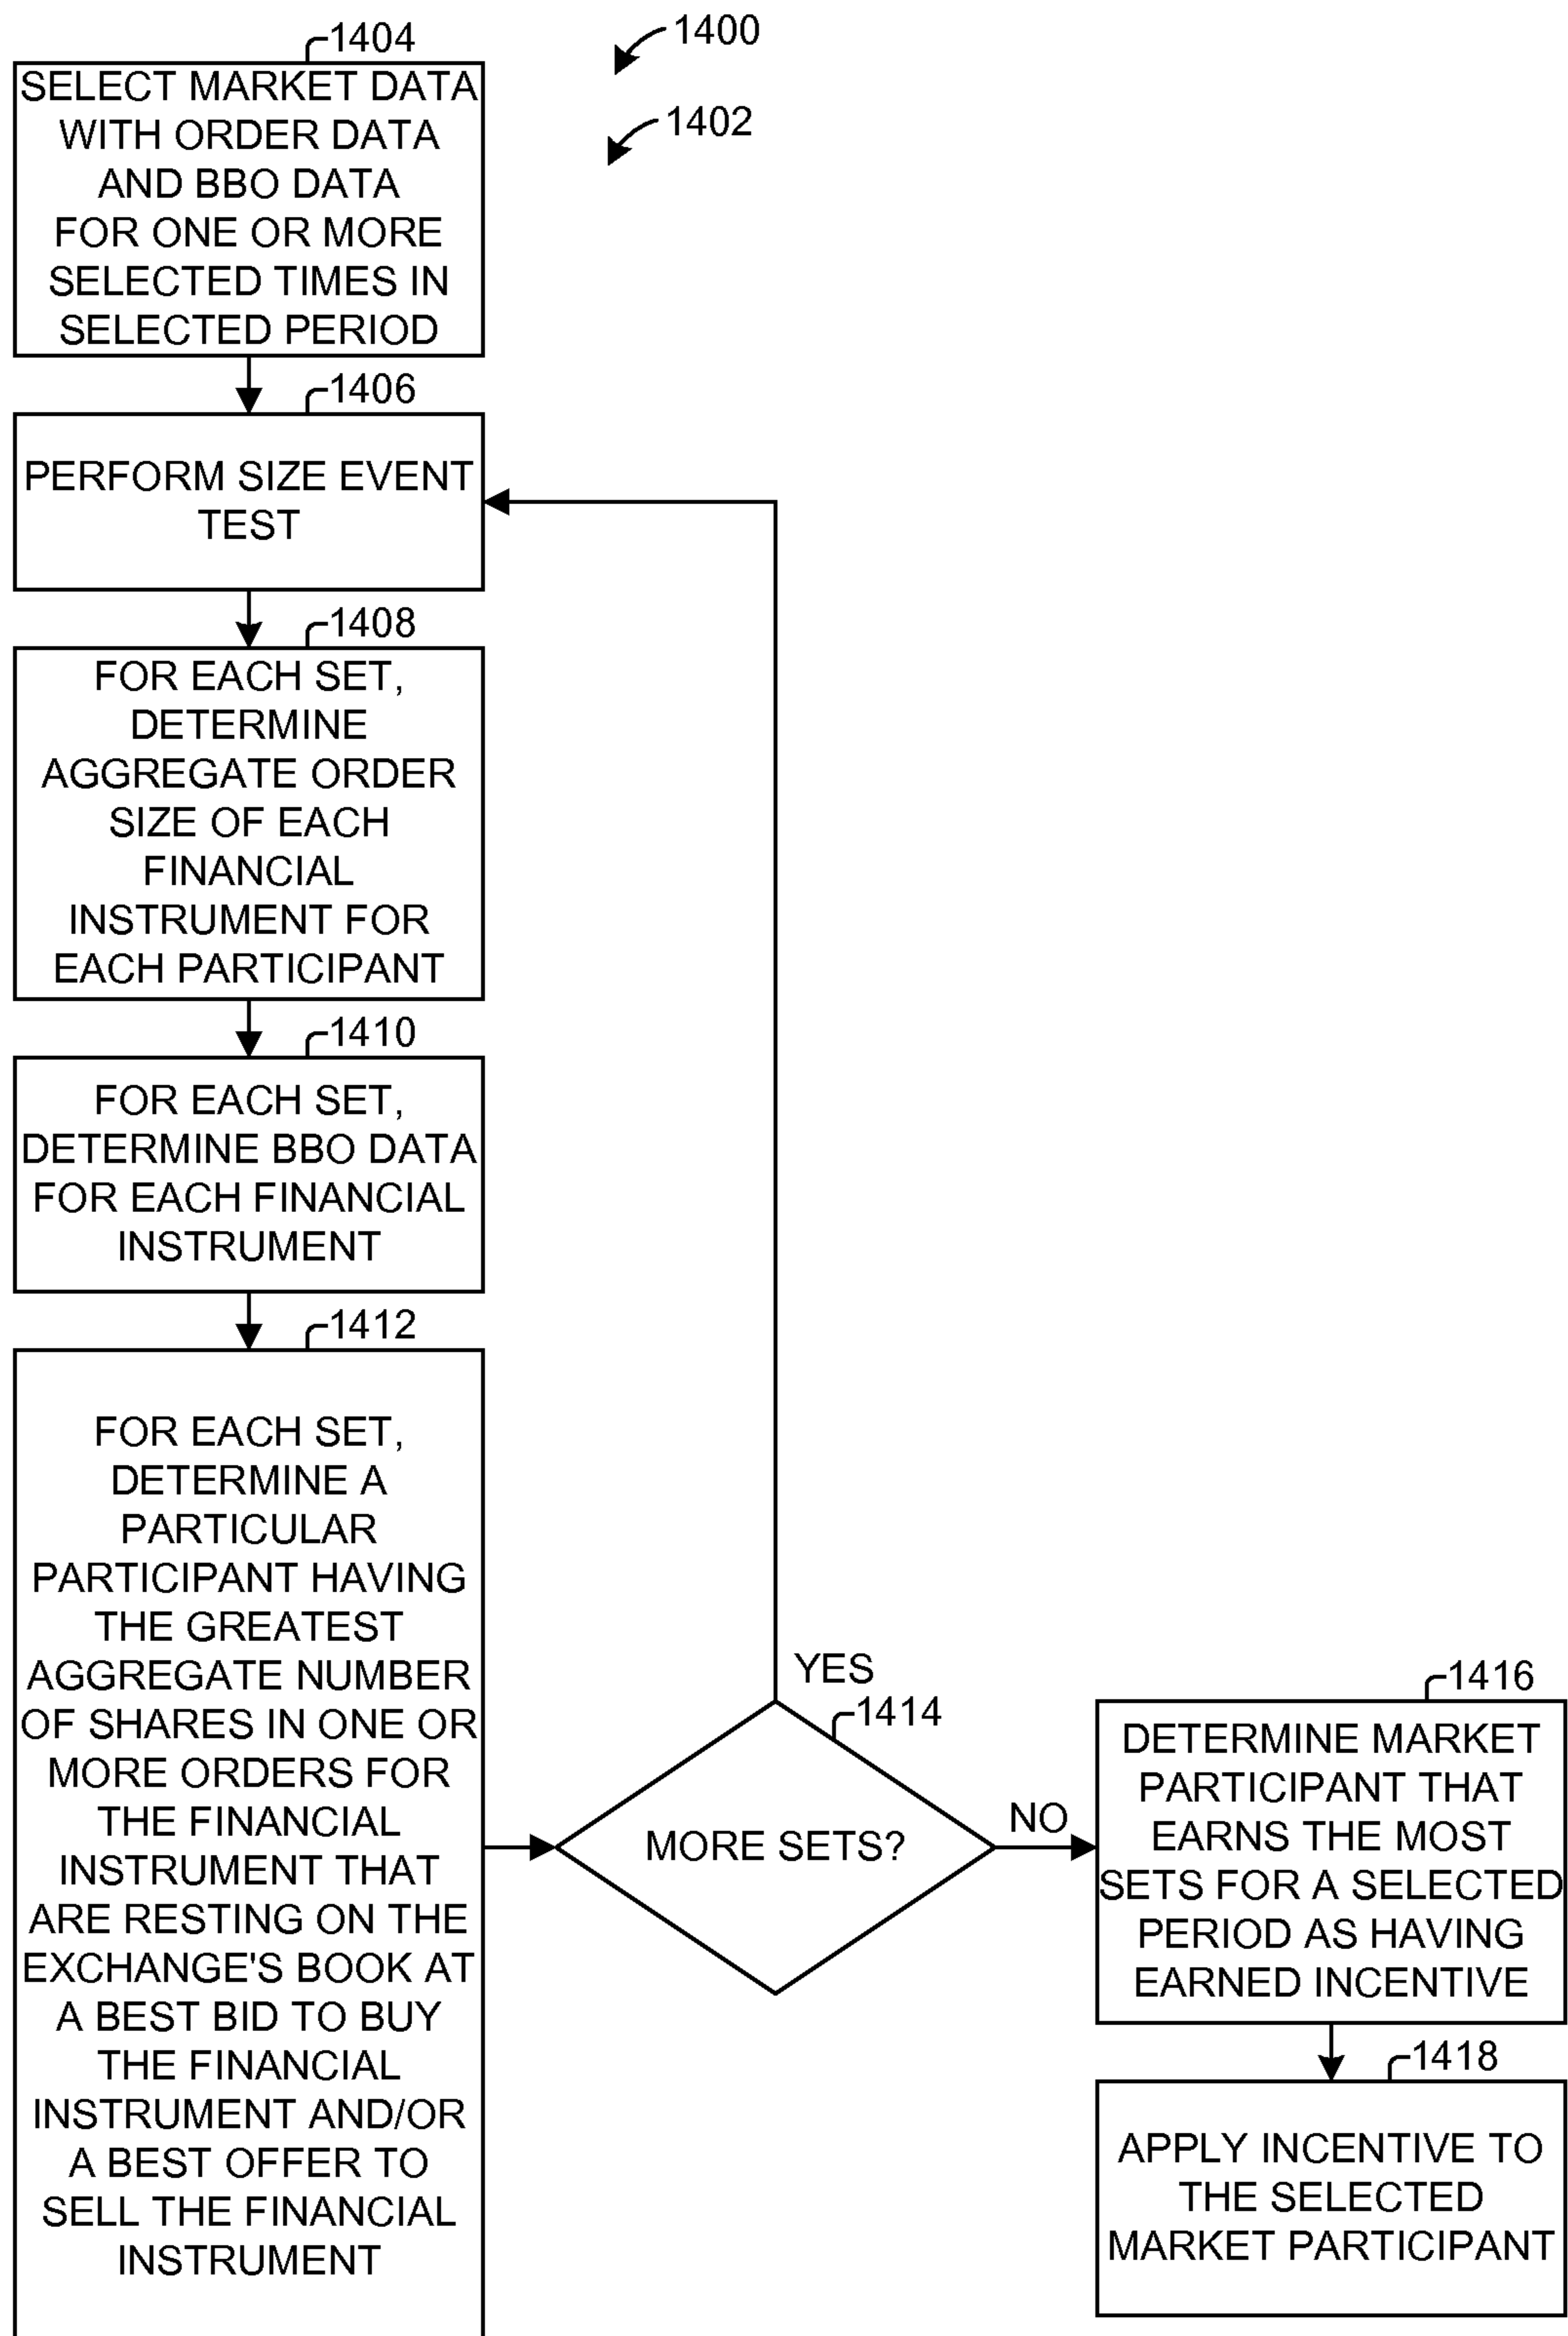 1400
1402
1404
SELECT MARKET DATA
WITH ORDER DATA
AND BBO DATA
FOR ONE OR MORE
SELECTED TIMES IN
SELECTED PERIOD
1406
PERFORM SIZE EVENT
TEST
1408
FOR EACH SET,
DETERMINE
AGGREGATE ORDER
SIZE OF EACH
FINANCIAL
INSTRUMENT FOR
EACH PARTICIPANT
1410
FOR EACH SET,
DETERMINE BBO DATA
FOR EACH FINANCIAL
INSTRUMENT
1412
FOR EACH SET,
DETERMINE A
PARTICULAR
PARTICIPANT HAVING
THE GREATEST
AGGREGATE NUMBER
OF SHARES IN ONE OR
MORE ORDERS FOR
THE FINANCIAL
INSTRUMENT THAT
ARE RESTING ON THE
EXCHANGE'S BOOK AT
A BEST BID TO BUY
THE FINANCIAL
INSTRUMENT AND/OR
A BEST OFFER TO
SELL THE FINANCIAL
INSTRUMENT
YES
1414
MORE SETS?
NO
1416
DETERMINE MARKET
PARTICIPANT THAT
EARNS THE MOST
SETS FOR A SELECTED
PERIOD AS HAVING
EARNED INCENTIVE
1418
APPLY INCENTIVE TO
THE SELECTED
MARKET PARTICIPANT